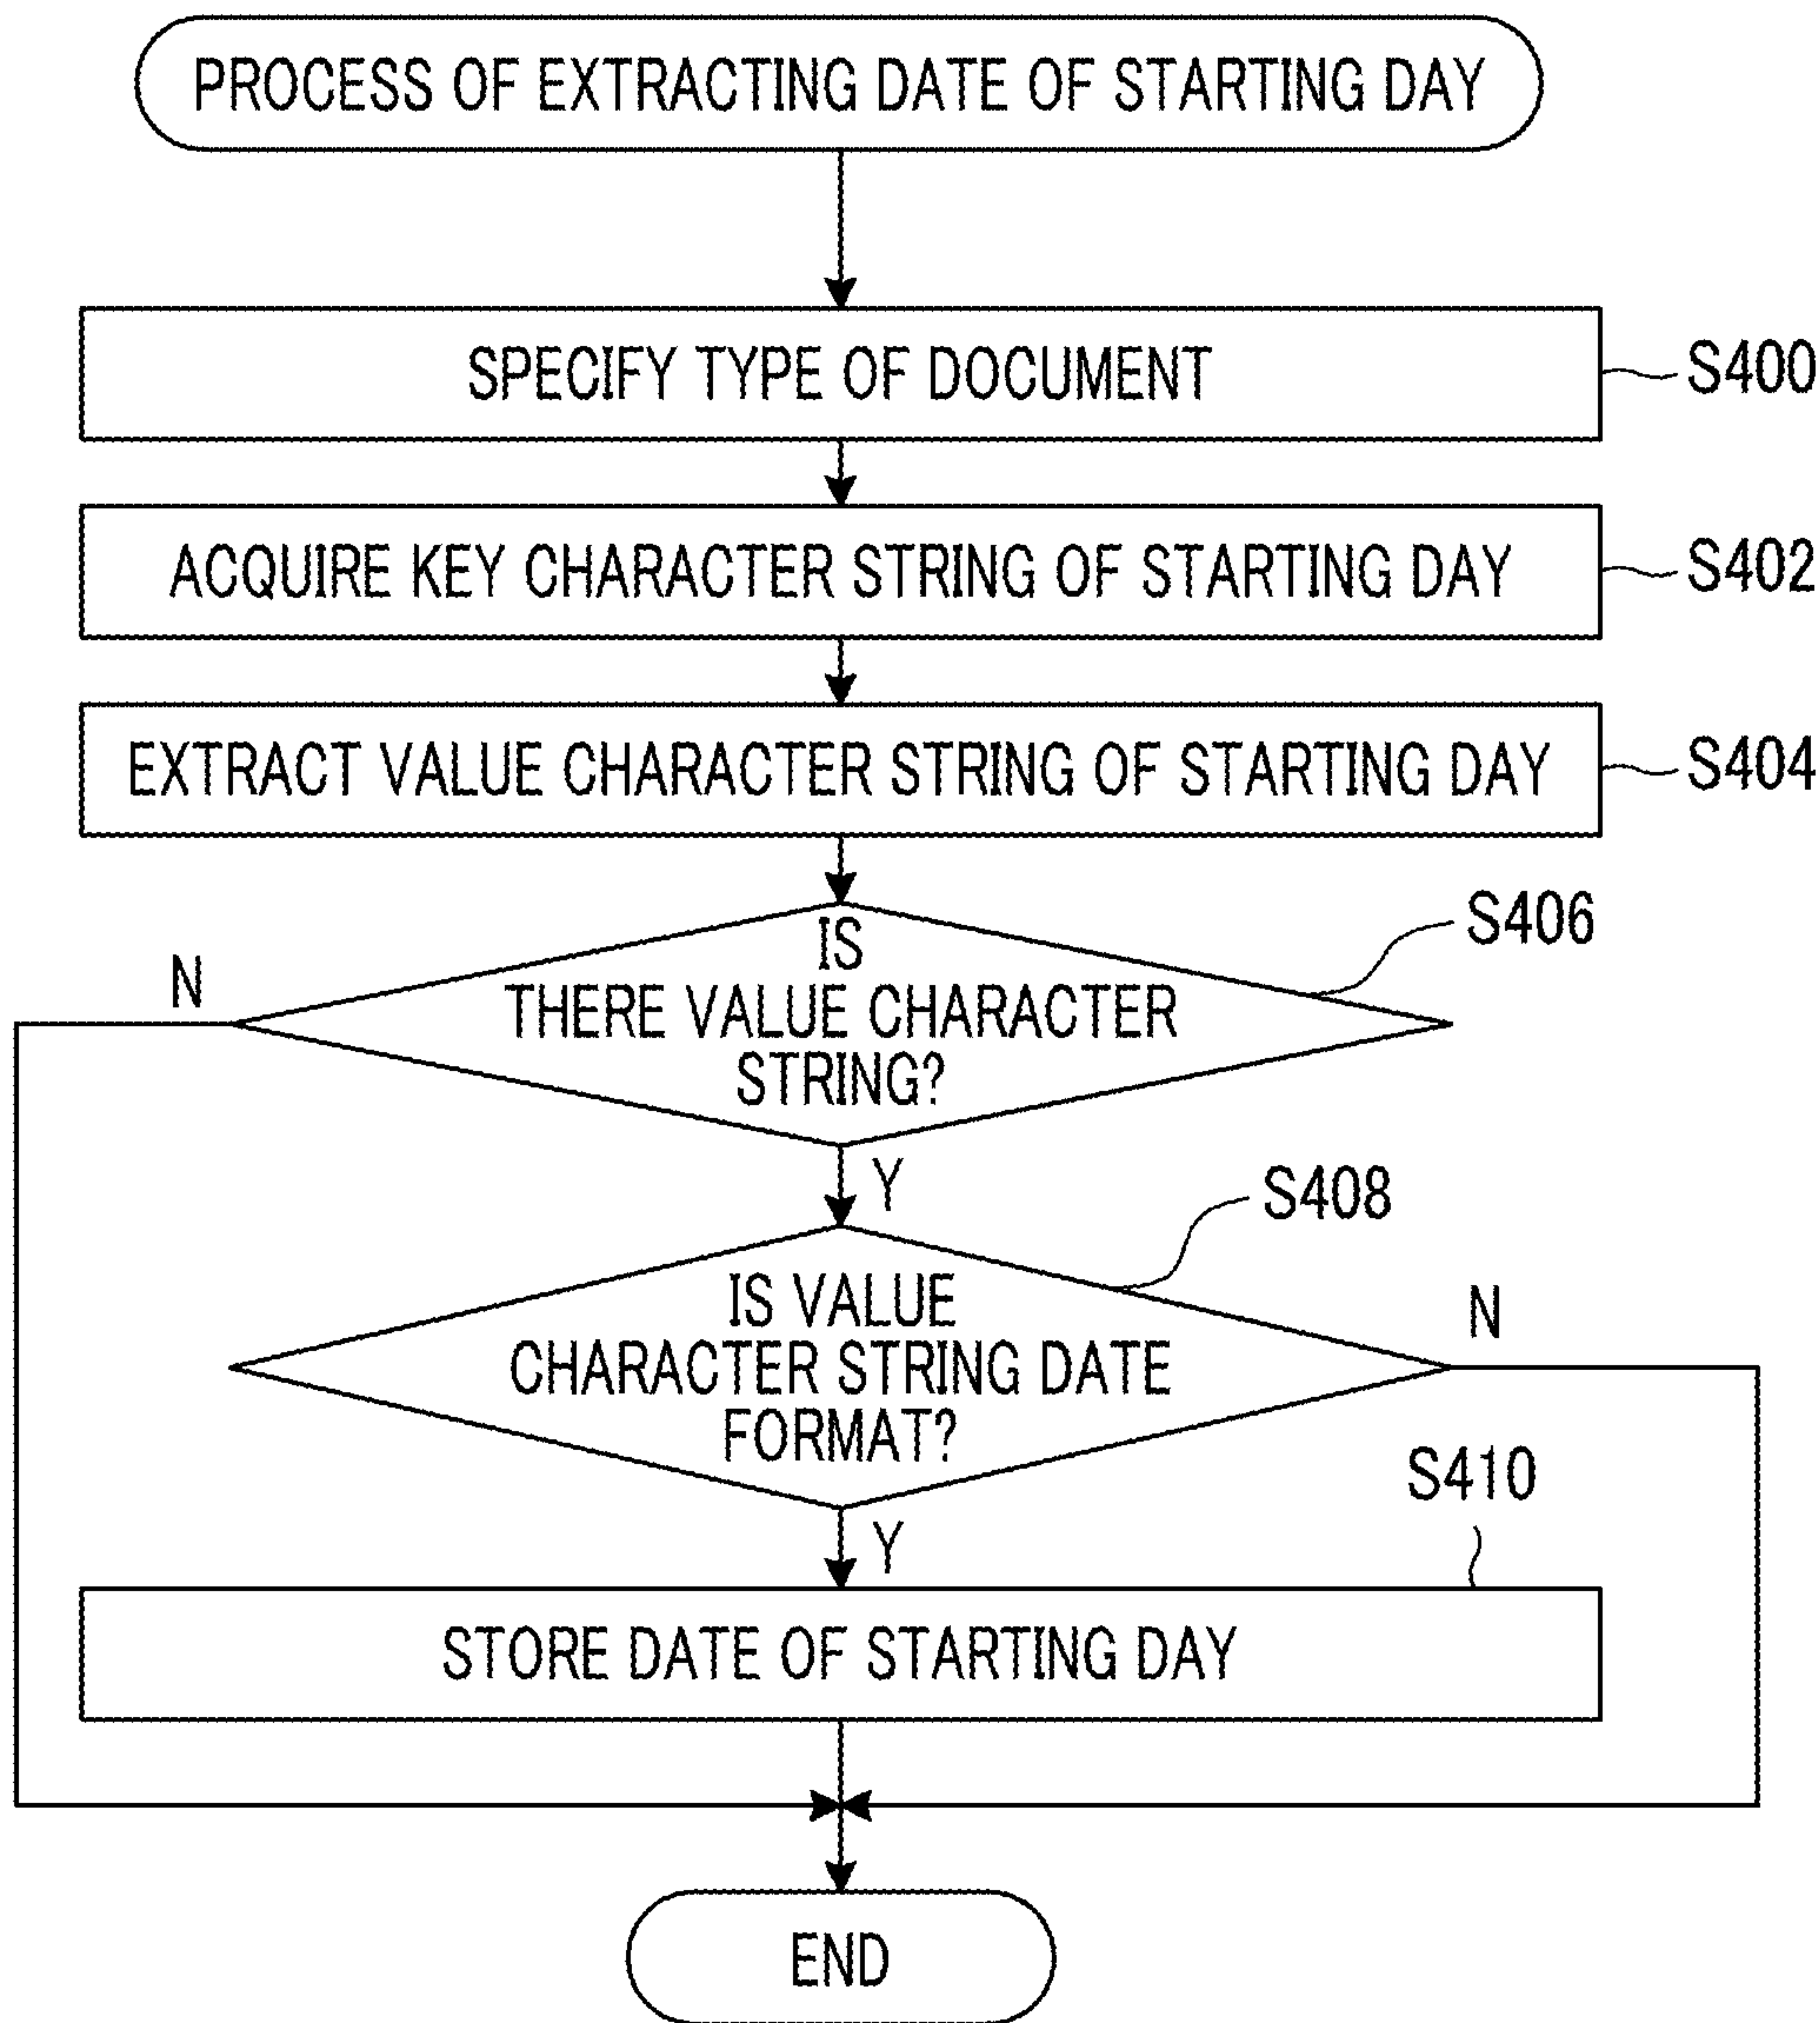 PROCESS OF EXTRACTING DATE OF STARTING DAY
SPECIFY TYPE OF DOCUMENT
S400
ACQUIRE KEY CHARACTER STRING OF STARTING DAY
S402
EXTRACT VALUE CHARACTER STRING OF STARTING DAY
S404
S406
N
IS
THERE VALUE CHARACTER
STRING?
Y
S408
IS VALUE
CHARACTER STRING DATE
FORMAT?
N
Y
S410
STORE DATE OF STARTING DAY
END